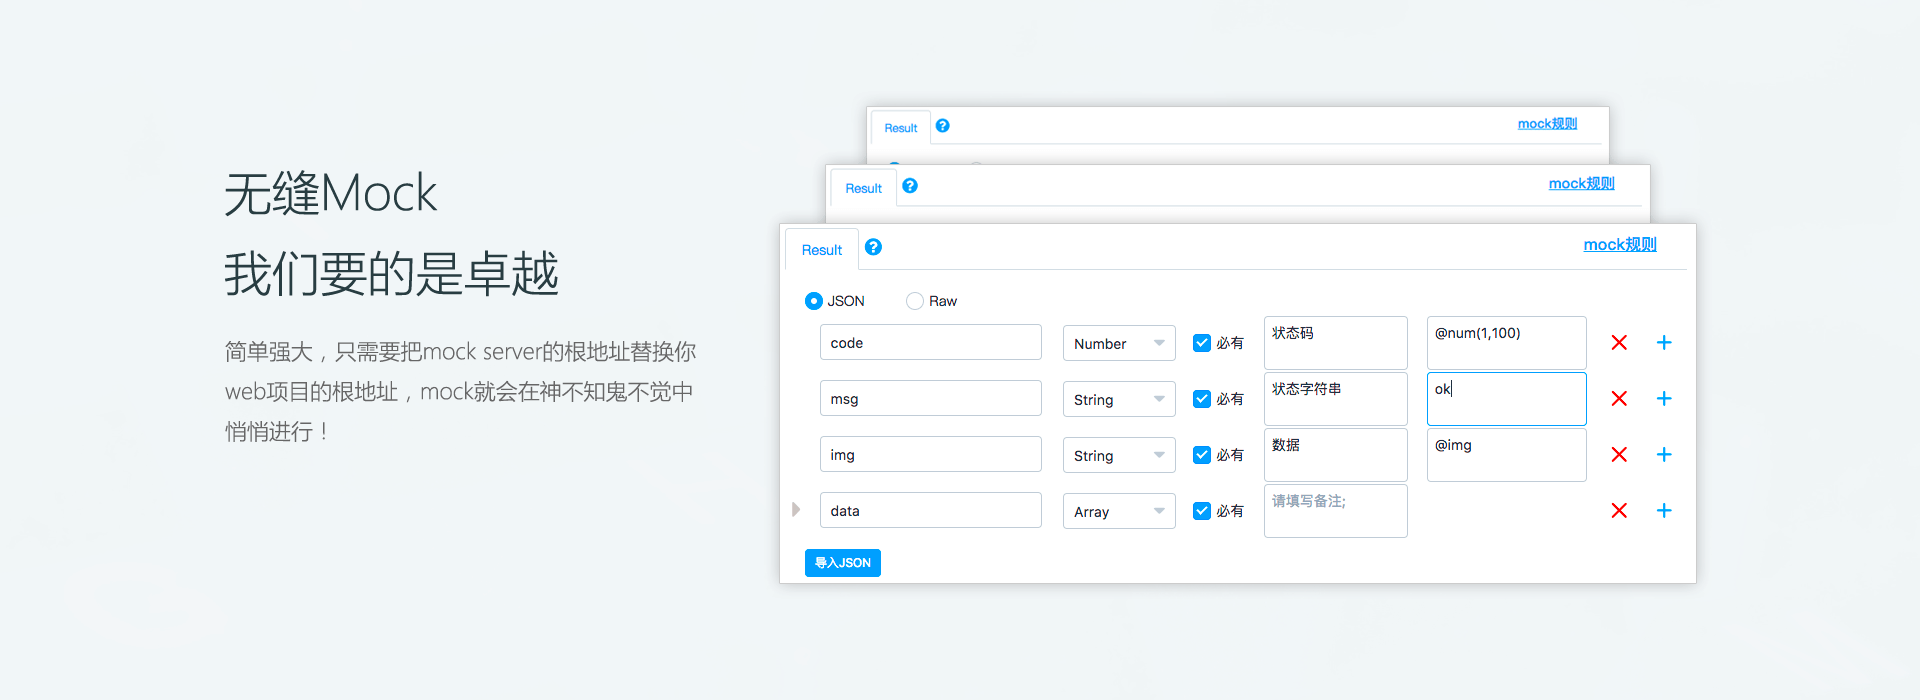 无缝Mock
我们要的是卓越
简单强大，只需要把mock server的根地址替换你
web项目的根地址，mock就会在神不知鬼不觉中
悄悄进行！
Result
mock规则
Result
mock规则
Result
mock规则
JSON Raw
code Number 必有 状态码 @num(1,100)
msg String 必有 状态字符串 ok
img String 必有 数据 @img
data Array 必有 请填写备注;
导入JSON